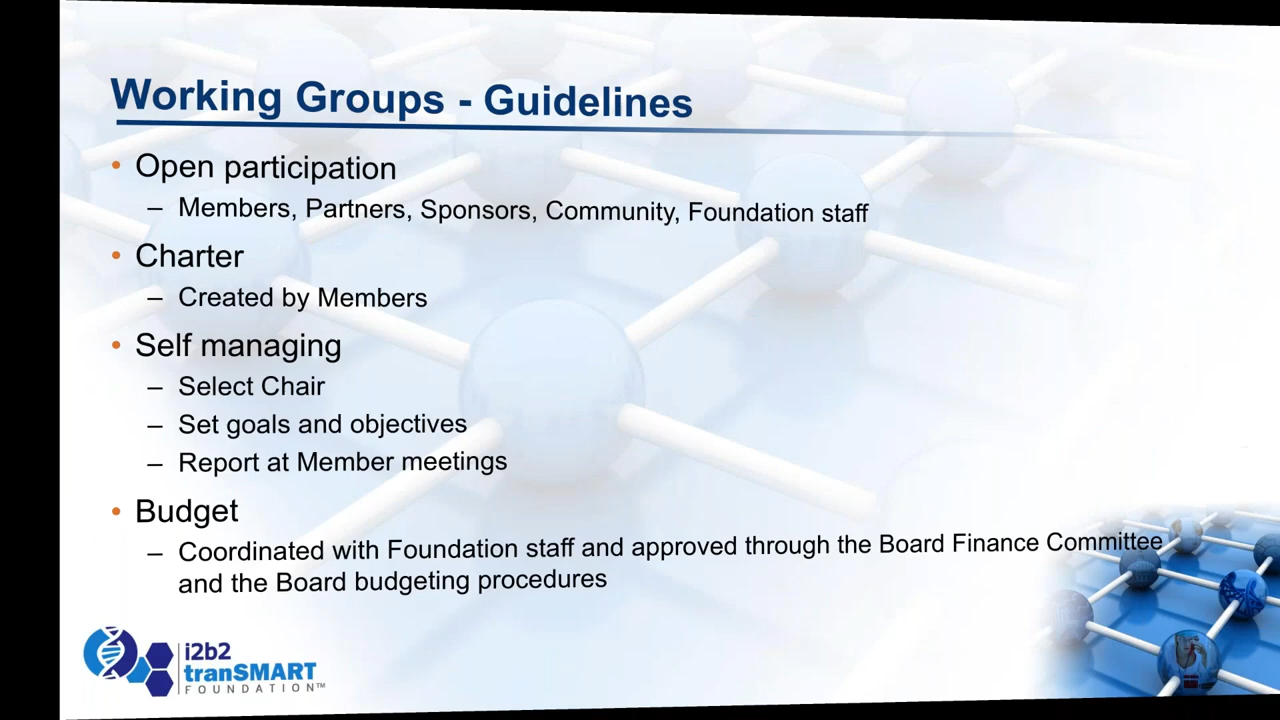 Working Groups - Guidelines
• Open participation
– Members, Partners, Sponsors, Community, Foundation staff
• Charter
– Created by Members
• Self managing
– Select Chair
– Set goals and objectives
– Report at Member meetings
• Budget
– Coordinated with Foundation staff and approved through the Board Finance Committee
and the Board budgeting procedures
i2b2
tranSMART
FOUNDATION™